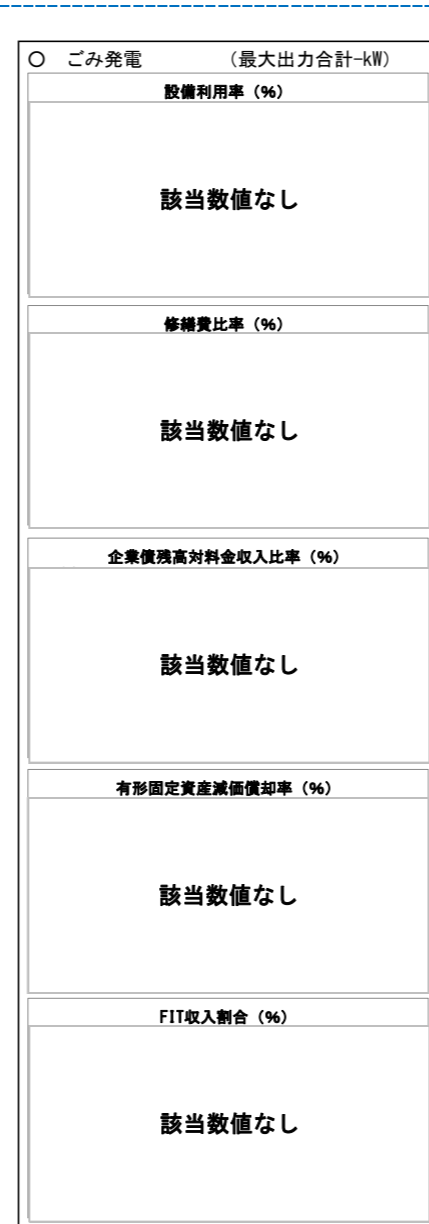 ○ ごみ発電 (最大出力合計-kW)
設備利用率（%）
該当数値なし
修繕費比率（%）
該当数値なし
企業債残高対料金収入比率（%）
該当数値なし
有形固定資産減価償却率（%）
該当数値なし
FIT収入割合（%）
該当数値なし